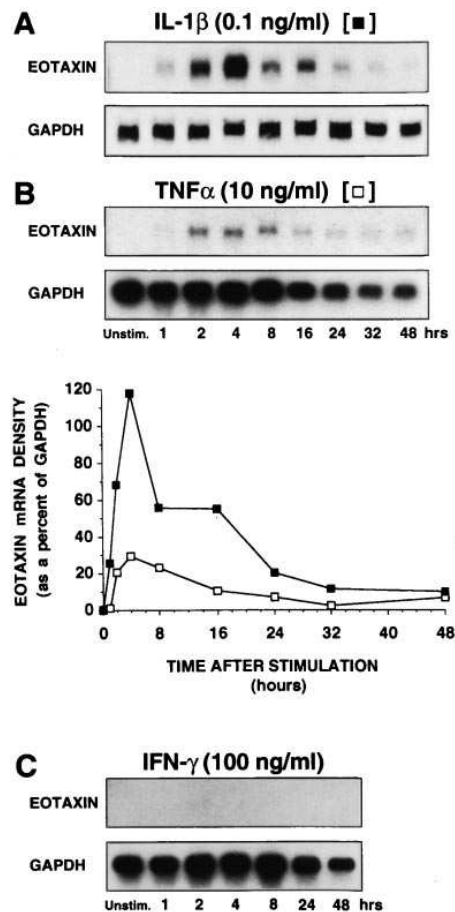 A IL-1β (0.1 ng/ml) [■]
EOTAXIN
GAPDH
B TNFα (10 ng/ml) [□]
EOTAXIN
GAPDH
Unstim. 1 2 4 8 16 24 32 48 hrs
EOTAXIN mRNA DENSITY
(as a percent of GAPDH)
120
100
80
60
40
20
0
0 8 16 24 32 40 48
TIME AFTER STIMULATION
(hours)
C IFN-γ (100 ng/ml)
EOTAXIN
GAPDH
Unstim. 1 2 4 8 24 48 hrs